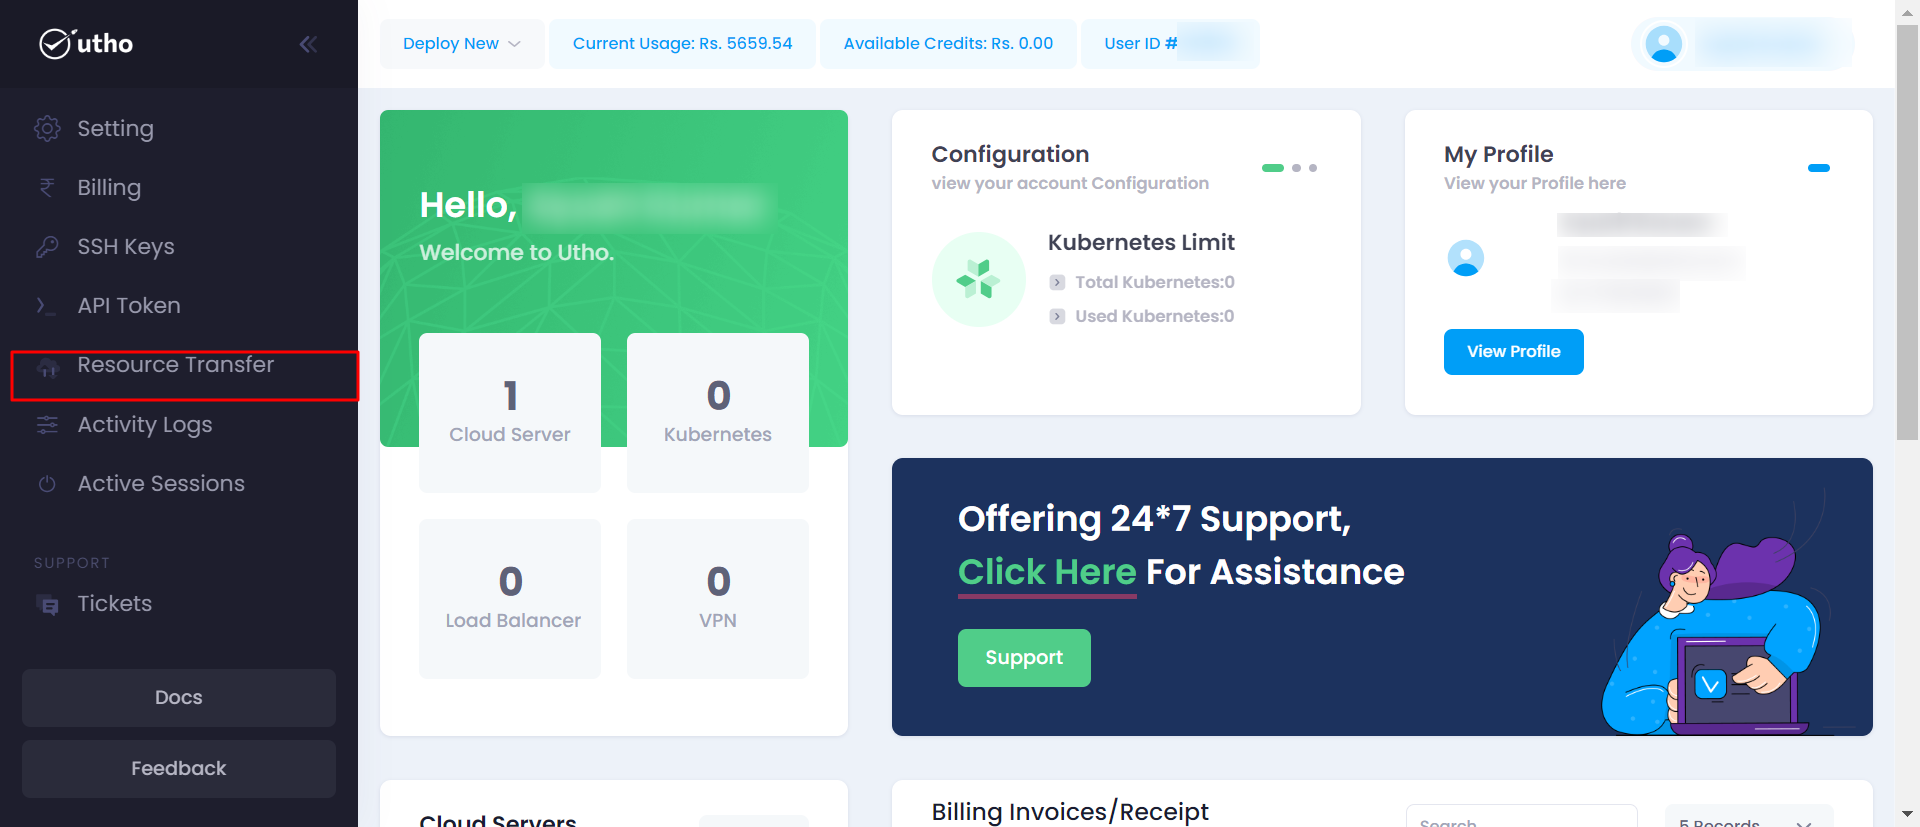 utho
Setting
Billing
SSH Keys
API Token
Resource Transfer
Activity Logs
Active Sessions
SUPPORT
Tickets
Docs
Feedback
Deploy New
Current Usage: Rs. 5659.54
Available Credits: Rs. 0.00
User ID #
Hello,
Welcome to Utho.
1
Cloud Server
0
Kubernetes
0
Load Balancer
0
VPN
Configuration
view your account Configuration
Kubernetes Limit
Total Kubernetes:0
Used Kubernetes:0
My Profile
View your Profile here
View Profile
Offering 24*7 Support,
Click Here For Assistance
Support
Cloud Servers
Billing Invoices/Receipt
Search
5 Records